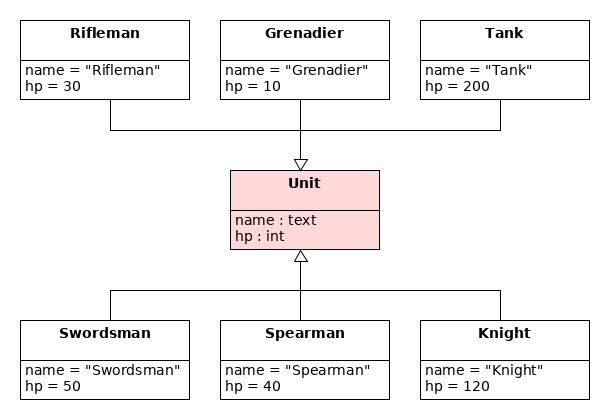 Rifleman
name = "Rifleman"
hp = 30
Grenadier
name = "Grenadier"
hp = 10
Tank
name = "Tank"
hp = 200
Unit
name : text
hp : int
Swordsman
name = "Swordsman"
hp = 50
Spearman
name = "Spearman"
hp = 40
Knight
name = "Knight"
hp = 120